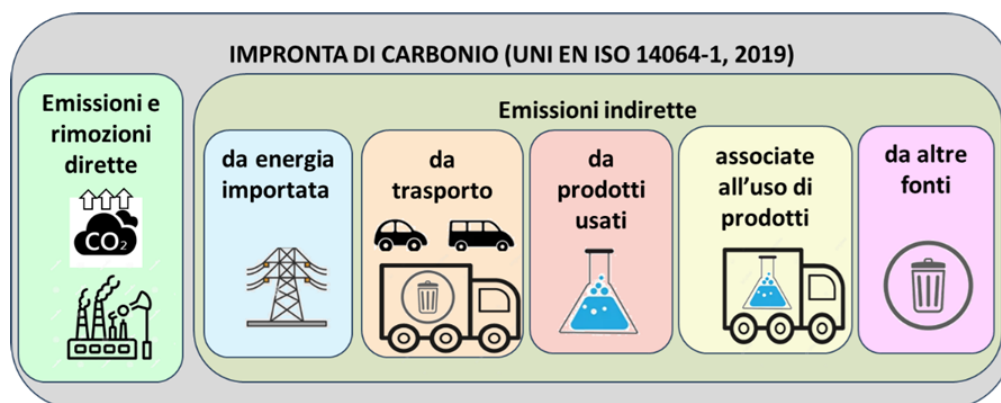 IMPRONTA DI CARBONIO (UNI EN ISO 14064-1, 2019)
Emissioni e
rimozioni
dirette
CO2
Emissioni indirette
da energia
importata
da
trasporto
da
prodotti
usati
associate
all'uso di
prodotti
da altre
fonti